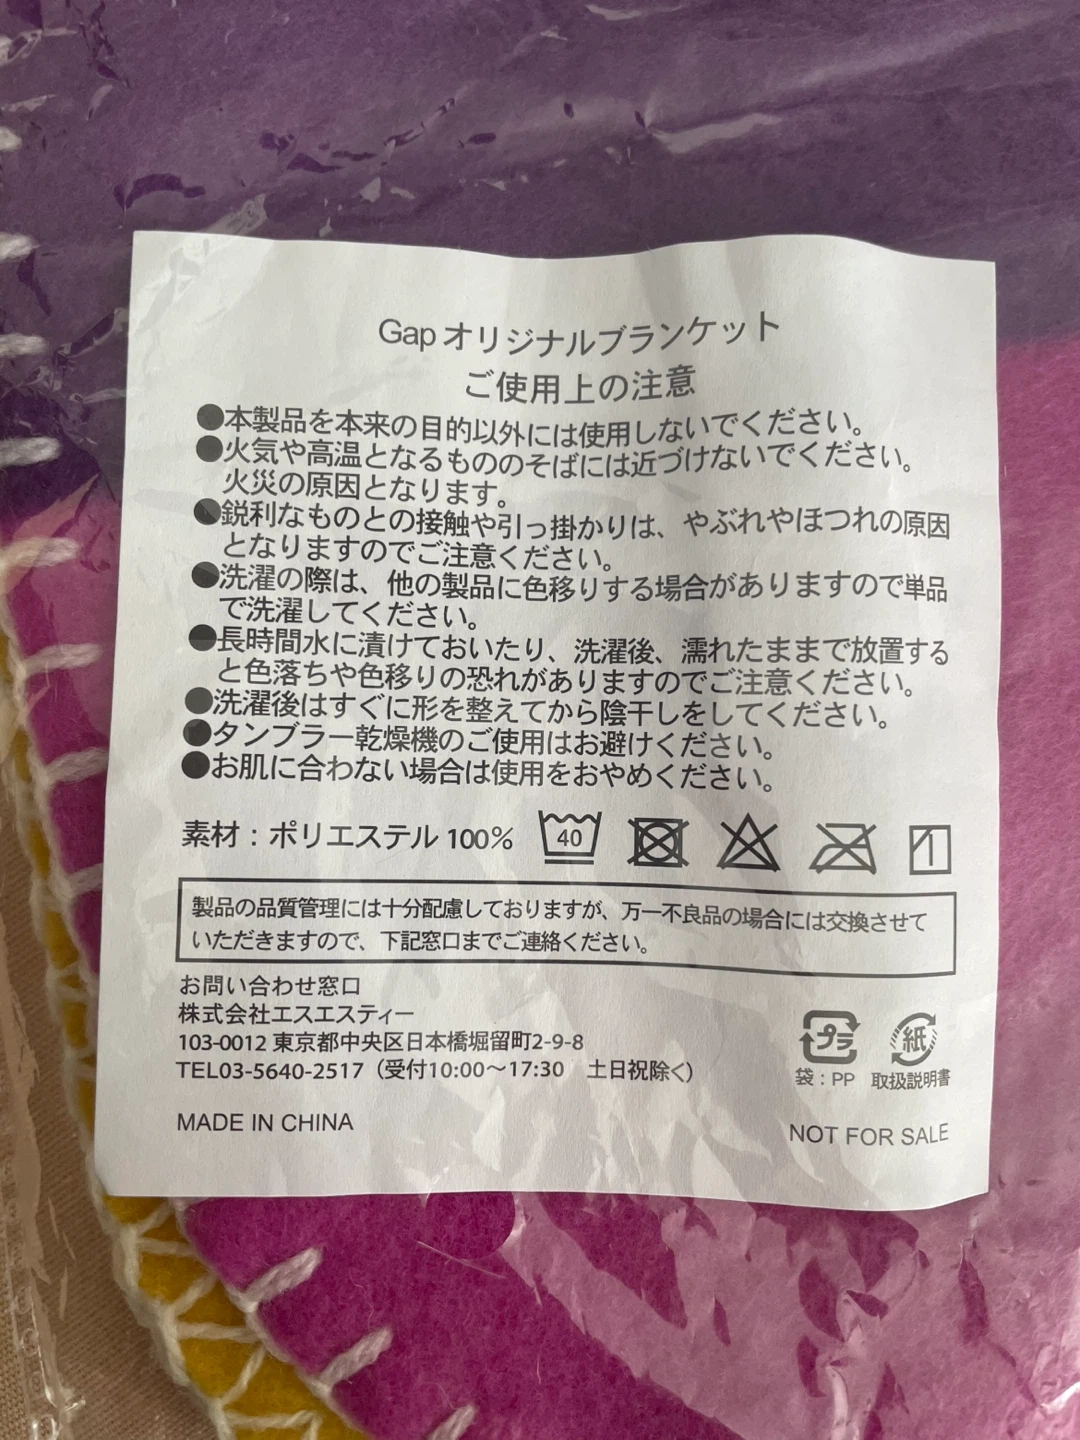 Gap オリジナルブランケット
ご使用上の注意
●本製品を本来の目的以外には使用しないでください。
●火気や高温となるもののそばには近づけないでください。
火災の原因となります。
●鋭利なものとの接触や引っ掛かりは、やぶれやほつれの原因
となりますのでご注意ください。
●洗濯の際は、他の製品に色移りする場合がありますので単品
で洗濯してください。
●長時間水に漬けておいたり、洗濯後、濡れたままで放置する
と色落ちや色移りの恐れがありますのでご注意ください。
●洗濯後はすぐに形を整えてから陰干しをしてください。
●タンブラー乾燥機のご使用はお避けください。
●お肌に合わない場合は使用をおやめください。
素材：ポリエステル 100% 40
製品の品質管理には十分配慮しておりますが、万一不良品の場合には交換させて
いただきますので、下記窓口までご連絡ください。
お問い合わせ窓口
株式会社エスエスティー
103-0012 東京都中央区日本橋堀留町2-9-8
TEL03-5640-2517（受付10:00〜17:30　土日祝除く）
プラ 紙
袋：PP 取扱説明書
MADE IN CHINA
NOT FOR SALE